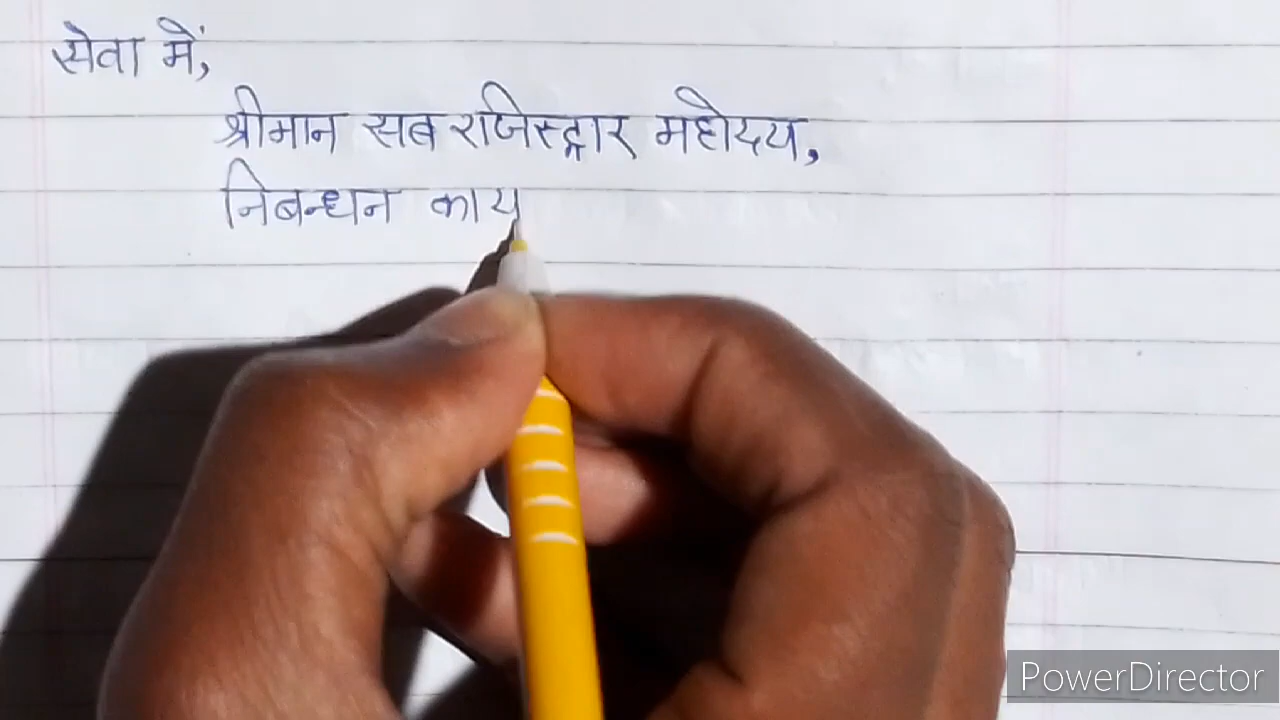 सेवा में,
श्रीमान सब रजिस्ट्रार महोदय,
निबन्धन काय
PowerDirector